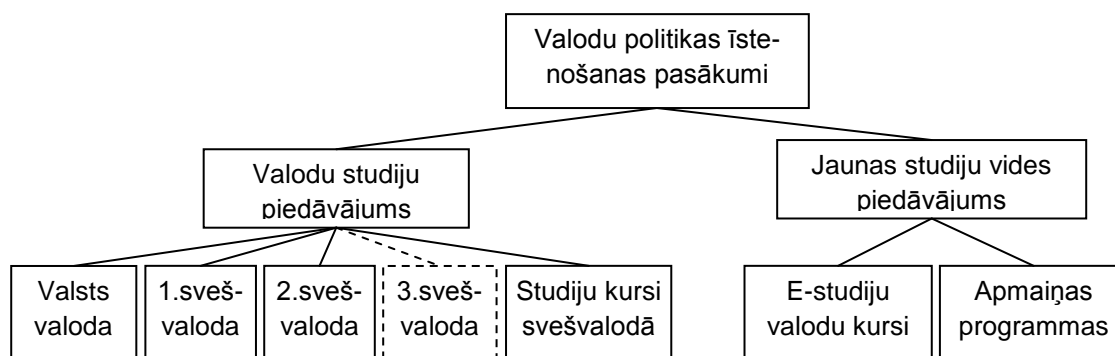 Valodu politikas īste-
nošanas pasākumi
Valodu studiju
piedāvājums
Jaunas studiju vides
piedāvājums
Valsts
valoda
1.sveš-
valoda
2.sveš-
valoda
3.sveš-
valoda
Studiju kursi
svešvalodā
E-studiju
valodu kursi
Apmaiņas
programmas